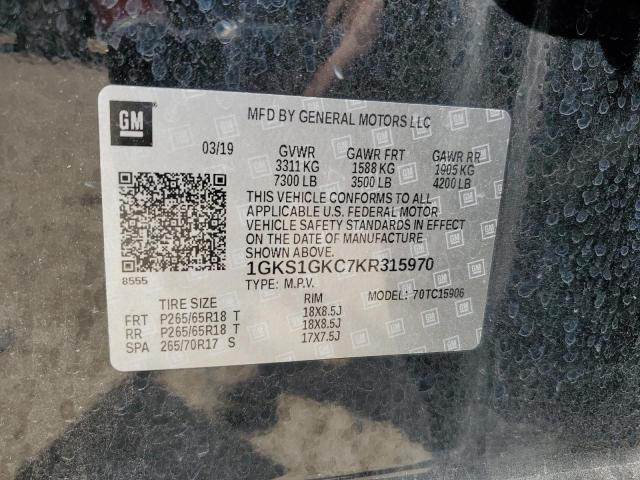 GM
MFD BY GENERAL MOTORS LLC
03/19 GVWR GAWR FRT GAWR RR
3311 KG 1588 KG 1905 KG
7300 LB 3500 LB 4200 LB
THIS VEHICLE CONFORMS TO ALL
APPLICABLE U.S. FEDERAL MOTOR
VEHICLE SAFETY STANDARDS IN EFFECT
ON THE DATE OF MANUFACTURE
SHOWN ABOVE.
1GKS1GKC7KR315970
8555 TYPE: M.P.V. MODEL: 70TC15906
TIRE SIZE RIM
FRT P265/65R18 T 18X8.5J
RR P265/65R18 T 18X8.5J
SPA 265/70R17 S 17X7.5J